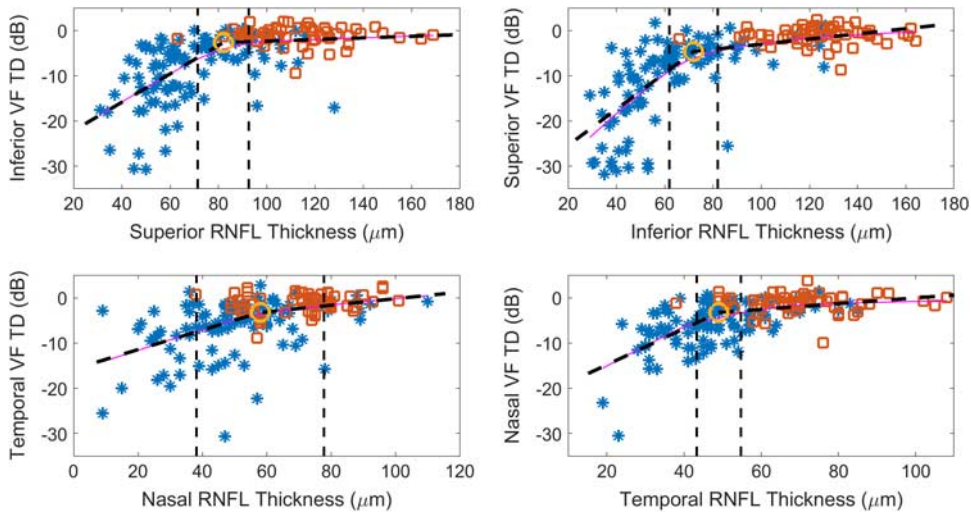 0
-10
-20
-30
Inferior VF TD (dB)
20 40 60 80 100 120 140 160 180
Superior RNFL Thickness (μm)
0
-10
-20
-30
Superior VF TD (dB)
20 40 60 80 100 120 140 160 180
Inferior RNFL Thickness (μm)
0
-10
-20
-30
Temporal VF TD (dB)
0 20 40 60 80 100 120
Nasal RNFL Thickness (μm)
0
-10
-20
-30
Nasal VF TD (dB)
20 40 60 80 100
Temporal RNFL Thickness (μm)